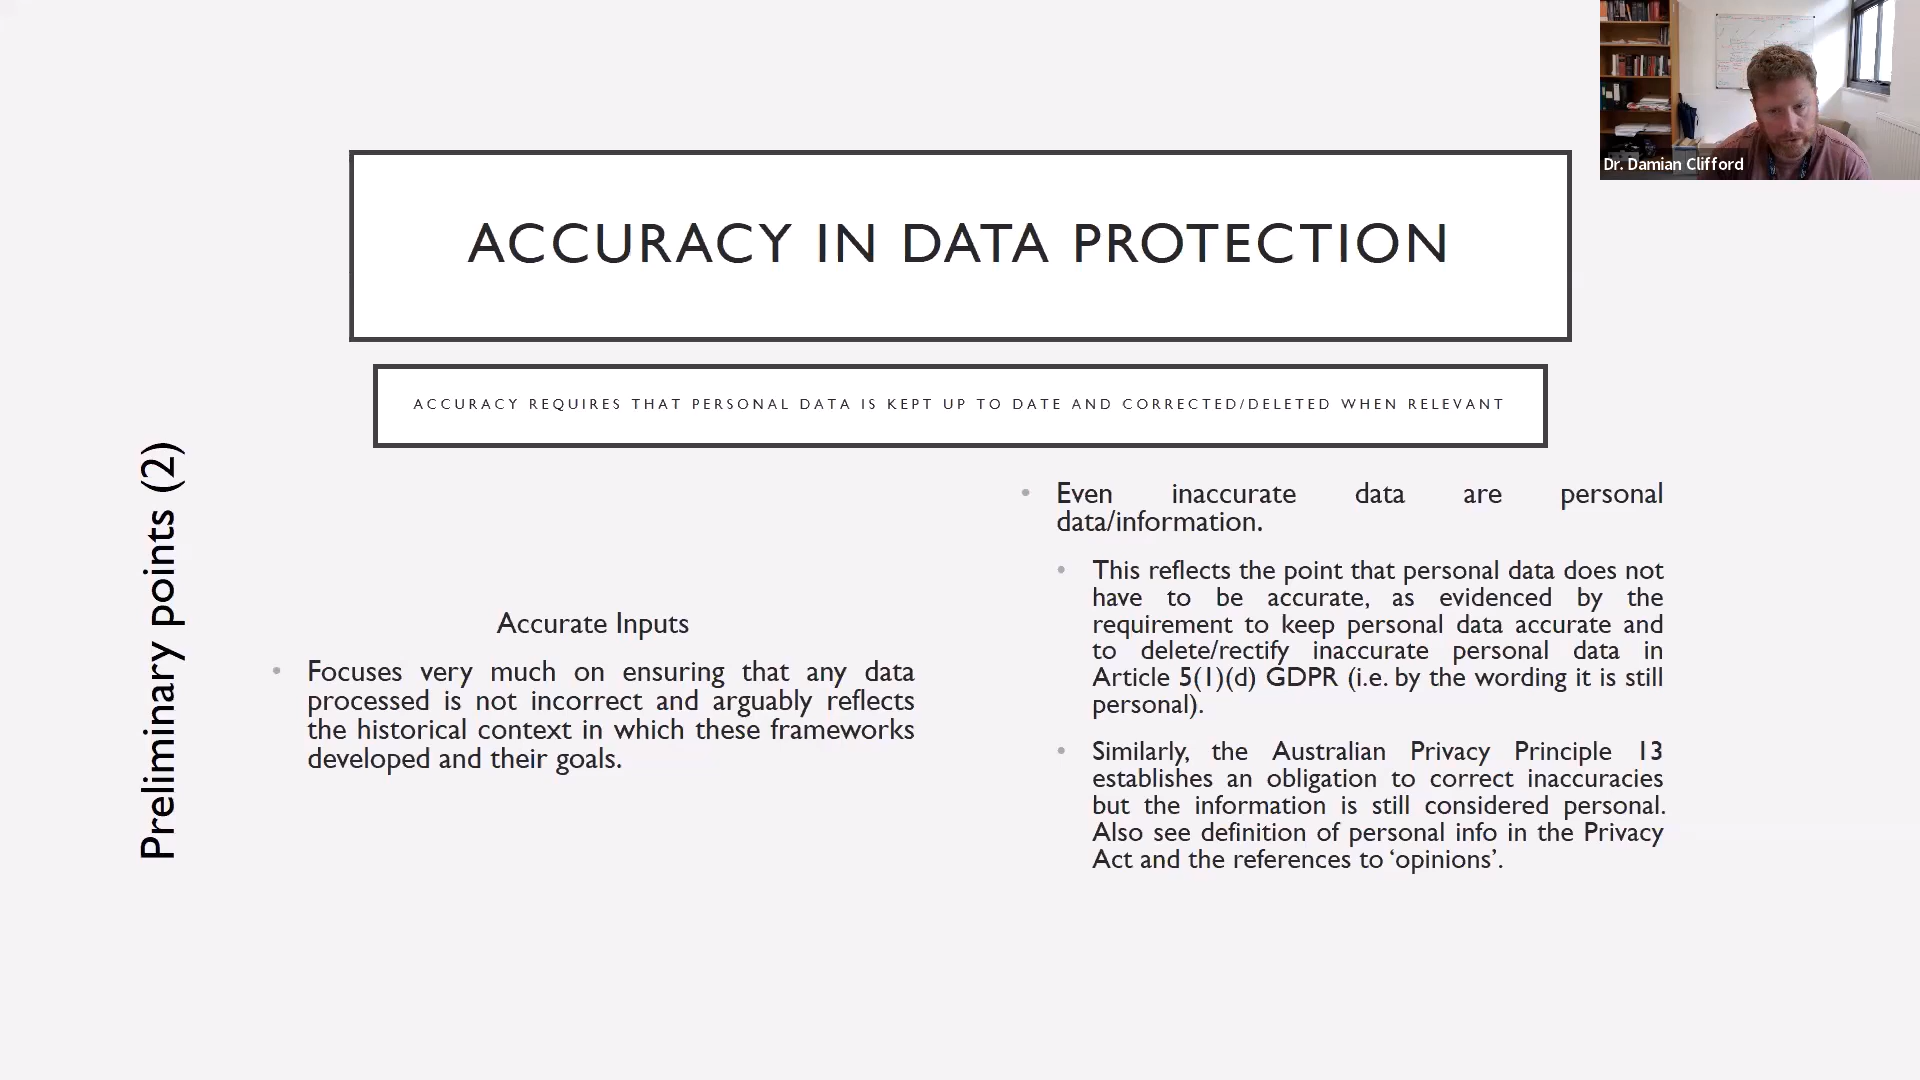 Dr. Damian Clifford
ACCURACY IN DATA PROTECTION
ACCURACY REQUIRES THAT PERSONAL DATA IS KEPT UP TO DATE AND CORRECTED/DELETED WHEN RELEVANT
Preliminary points (2)
Accurate Inputs
• Focuses very much on ensuring that any data
processed is not incorrect and arguably reflects
the historical context in which these frameworks
developed and their goals.
• Even inaccurate data are personal
data/information.
• This reflects the point that personal data does not
have to be accurate, as evidenced by the
requirement to keep personal data accurate and
to delete/rectify inaccurate personal data in
Article 5(1)(d) GDPR (i.e. by the wording it is still
personal).
• Similarly, the Australian Privacy Principle 13
establishes an obligation to correct inaccuracies
but the information is still considered personal.
Also see definition of personal info in the Privacy
Act and the references to ‘opinions’.